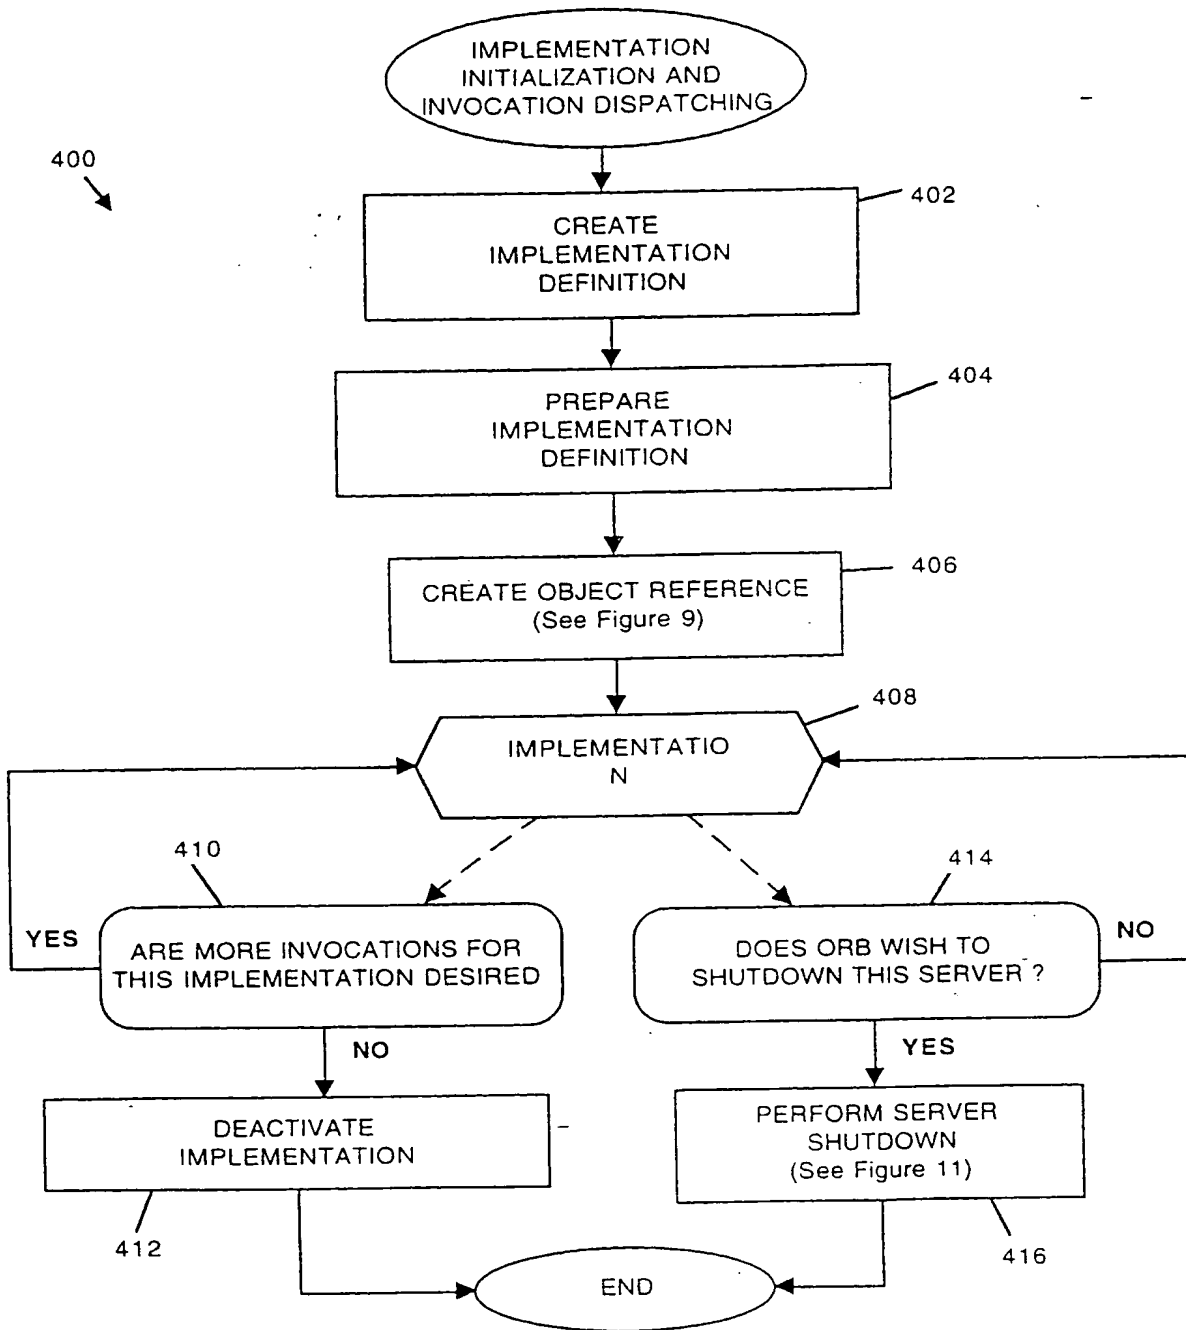 IMPLEMENTATION
INITIALIZATION AND
INVOCATION DISPATCHING
400
402
CREATE
IMPLEMENTATION
DEFINITION
404
PREPARE
IMPLEMENTATION
DEFINITION
406
CREATE OBJECT REFERENCE
(See Figure 9)
408
IMPLEMENTATIO
N
410
414
YES
ARE MORE INVOCATIONS FOR
THIS IMPLEMENTATION DESIRED
DOES ORB WISH TO
SHUTDOWN THIS SERVER ?
NO
NO
YES
DEACTIVATE
IMPLEMENTATION
PERFORM SERVER
SHUTDOWN
(See Figure 11)
412
416
END